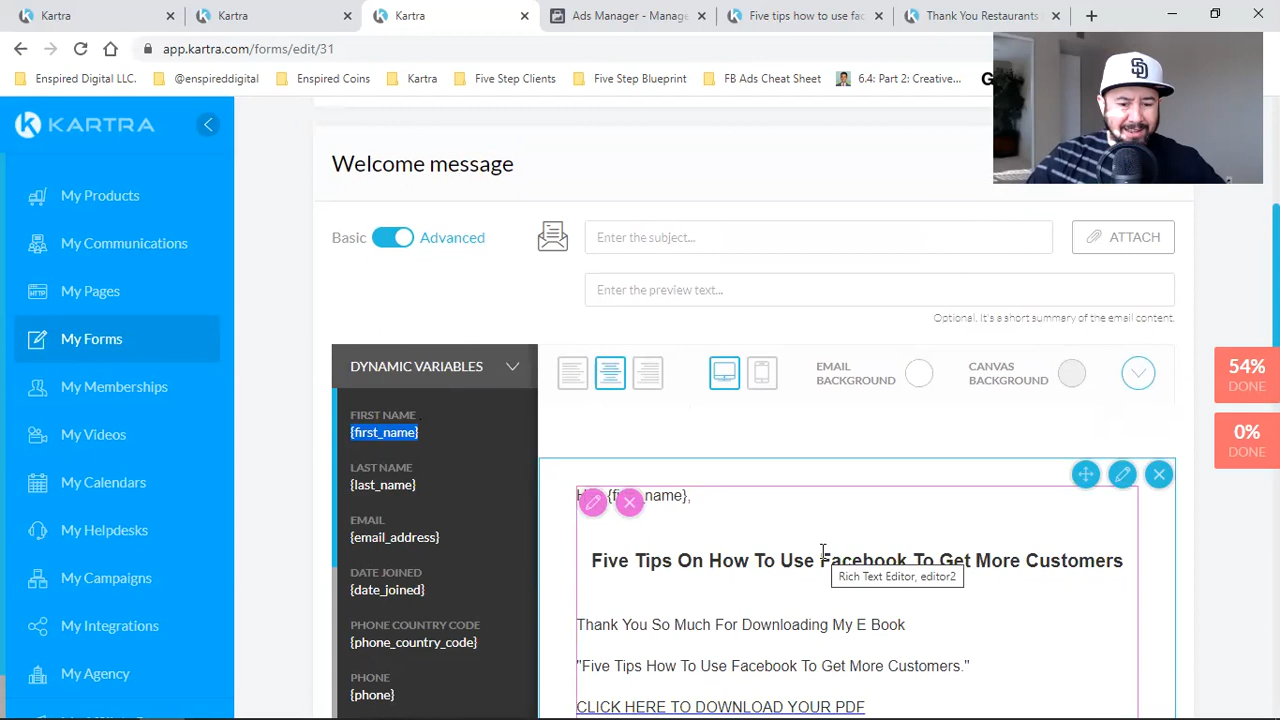 Kartra
Kartra
Kartra
Ads Manager - Manage
Five tips how to use fac
Thank You Restaurants
app.kartra.com/forms/edit/31
Enspired Digital LLC.
@enspireddigital
Enspired Coins
Kartra
Five Step Clients
Five Step Blueprint
FB Ads Cheat Sheet
6.4: Part 2: Creative...
G
SD
KARTRA
Welcome message
My Products
Basic
Advanced
Enter the subject...
ATTACH
My Communications
My Pages
Enter the preview text...
Optional. It's a short summary of the email content.
My Forms
DYNAMIC VARIABLES
EMAIL
BACKGROUND
CANVAS
BACKGROUND
54%
DONE
My Memberships
FIRST NAME
{first_name}
My Videos
0%
DONE
LAST NAME
{last_name}
My Calendars
name},
EMAIL
{email_address}
My Helpdesks
Five Tips On How To Use Facebook To Get More Customers
Rich Text Editor, editor2
DATE JOINED
{date_joined}
My Campaigns
PHONE COUNTRY CODE
{phone_country_code}
My Integrations
Thank You So Much For Downloading My E Book
"Five Tips How To Use Facebook To Get More Customers."
My Agency
PHONE
{phone}
CLICK HERE TO DOWNLOAD YOUR PDF